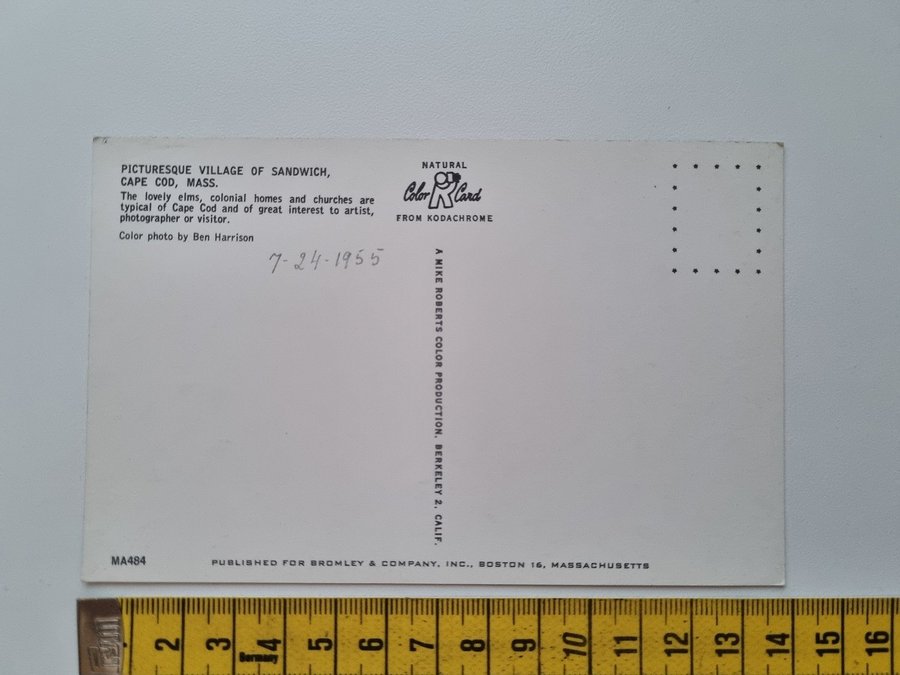 PICTURESQUE VILLAGE OF SANDWICH,
CAPE COD, MASS.
The lovely elms, colonial homes and churches are
typical of Cape Cod and of great interest to artist,
photographer or visitor.
Color photo by Ben Harrison
7-24-1955
NATURAL
Color Card
FROM KODACHROME
A MIKE ROBERTS COLOR PRODUCTION, BERKELEY 2, CALIF.
MA484
PUBLISHED FOR BROMLEY & COMPANY, INC., BOSTON 16, MASSACHUSETTS
2 3 4 5 6 7 8 9 10 11 12 13 14 15 16
Germany